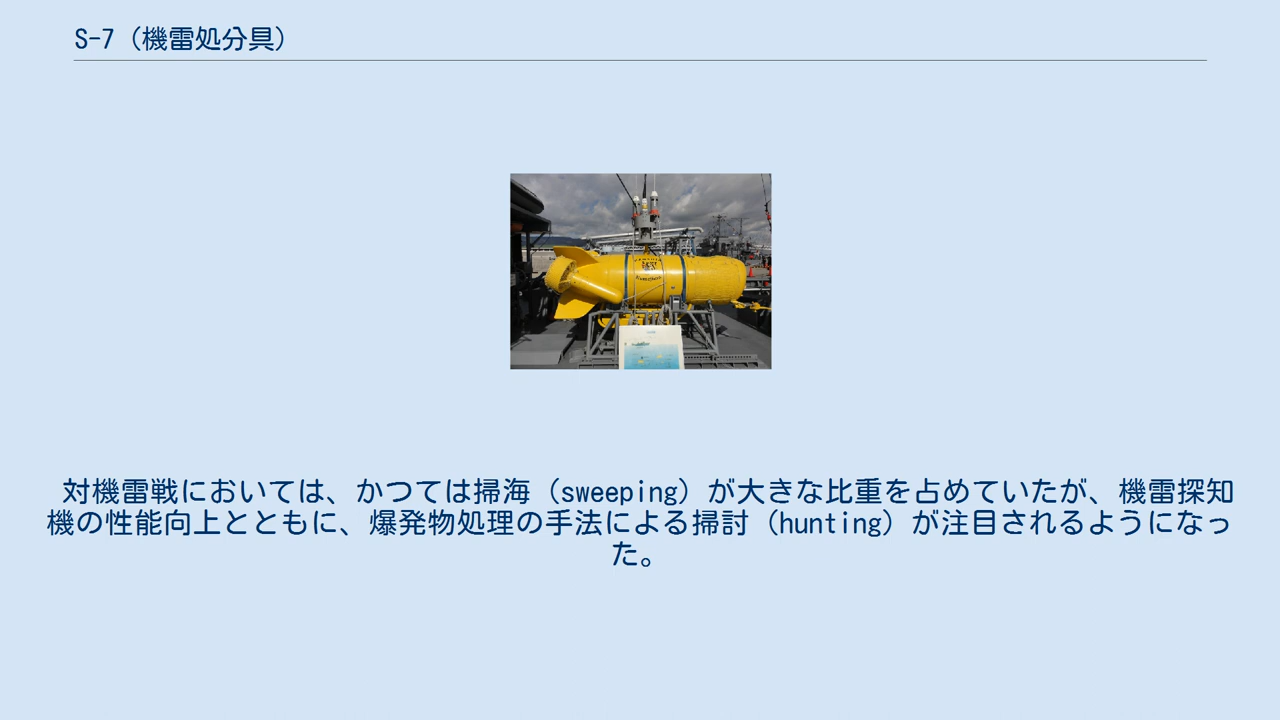 S-7（機雷処分具）
対機雷戦においては、かつては掃海（sweeping）が大きな比重を占めていたが、機雷探知
機の性能向上とともに、爆発物処理の手法による掃討（hunting）が注目されるようになっ
た。